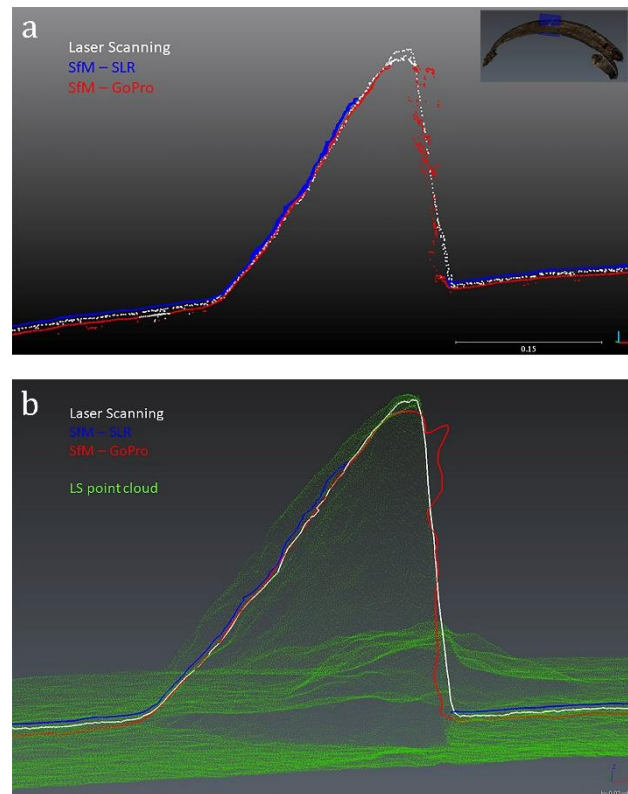 a
Laser Scanning
SfM – SLR
SfM – GoPro
0.15
b
Laser Scanning
SfM – SLR
SfM – GoPro
LS point cloud